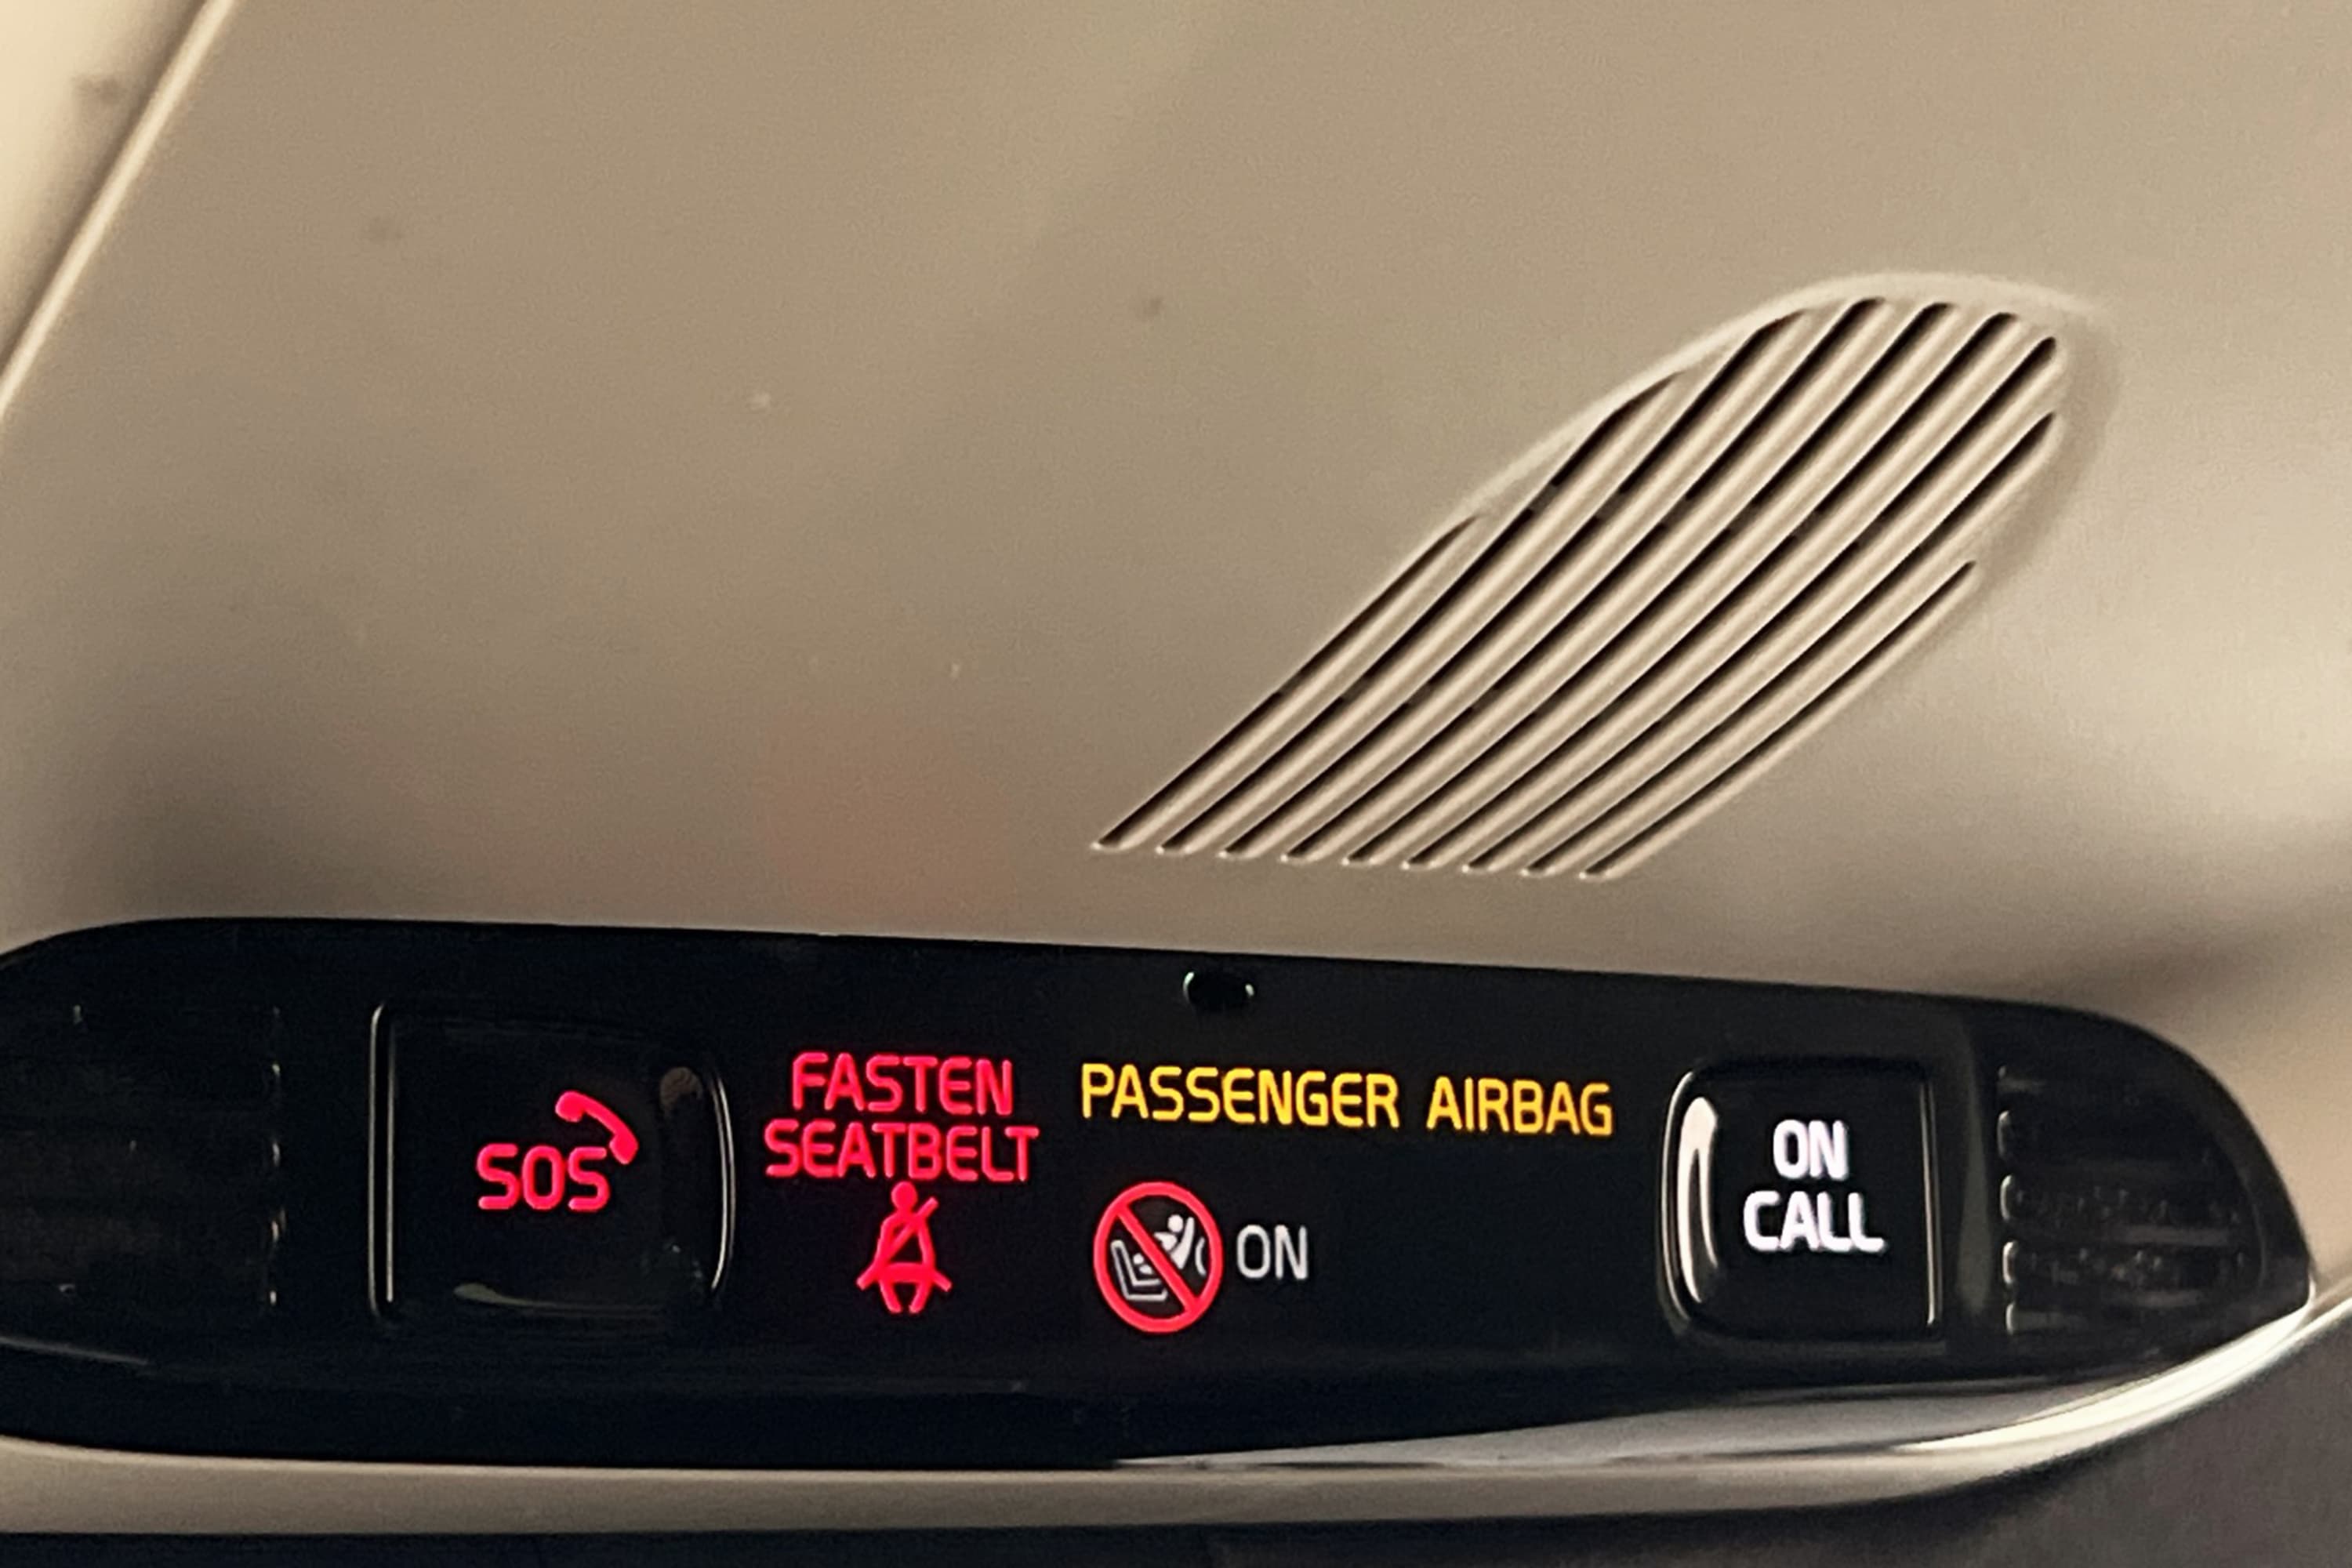 SOS
FASTEN
SEATBELT
PASSENGER AIRBAG
ON
ON
CALL